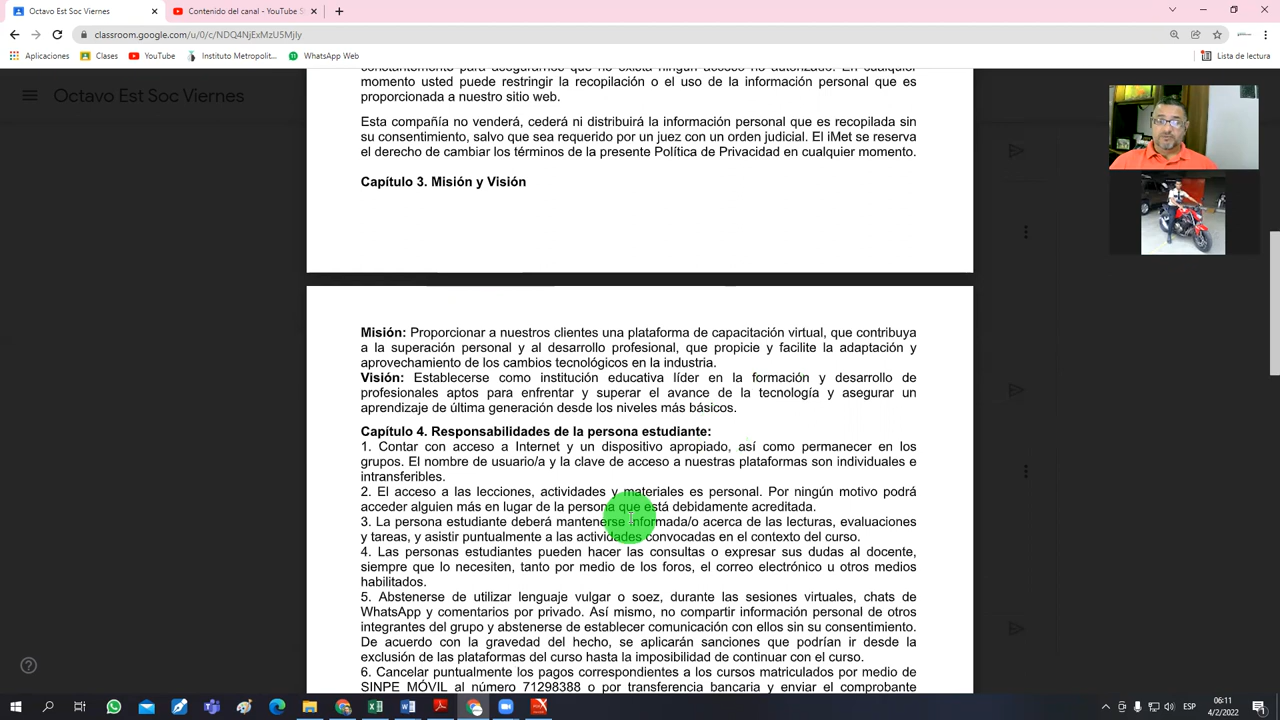 Octavo Est Soc Viernes
Contenido del canal - YouTube S
classroom.google.com/u/0/c/NDQ4NjExMzU5Mjly
Aplicaciones
Clases
YouTube
Instituto Metropolit...
WhatsApp Web
Lista de lectura
Octavo Est Soc Viernes
momento usted puede restringir la recopilación o el uso de la información personal que es
proporcionada a nuestro sitio web.
Esta compañía no venderá, cederá ni distribuirá la información personal que es recopilada sin
su consentimiento, salvo que sea requerido por un juez con un orden judicial. El iMet se reserva
el derecho de cambiar los términos de la presente Política de Privacidad en cualquier momento.
Capítulo 3. Misión y Visión
Misión: Proporcionar a nuestros clientes una plataforma de capacitación virtual, que contribuya
a la superación personal y al desarrollo profesional, que propicie y facilite la adaptación y
aprovechamiento de los cambios tecnológicos en la industria.
Visión: Establecerse como institución educativa líder en la formación y desarrollo de
profesionales aptos para enfrentar y superar el avance de la tecnología y asegurar un
aprendizaje de última generación desde los niveles más básicos.
Capítulo 4. Responsabilidades de la persona estudiante:
1. Contar con acceso a Internet y un dispositivo apropiado, así como permanecer en los
grupos. El nombre de usuario/a y la clave de acceso a nuestras plataformas son individuales e
intransferibles.
2. El acceso a las lecciones, actividades y materiales es personal. Por ningún motivo podrá
acceder alguien más en lugar de la persona que está debidamente acreditada.
3. La persona estudiante deberá mantenerse informada/o acerca de las lecturas, evaluaciones
y tareas, y asistir puntualmente a las actividades convocadas en el contexto del curso.
4. Las personas estudiantes pueden hacer las consultas o expresar sus dudas al docente,
siempre que lo necesiten, tanto por medio de los foros, el correo electrónico u otros medios
habilitados.
5. Abstenerse de utilizar lenguaje vulgar o soez, durante las sesiones virtuales, chats de
WhatsApp y comentarios por privado. Así mismo, no compartir información personal de otros
integrantes del grupo y abstenerse de establecer comunicación con ellos sin su consentimiento.
De acuerdo con la gravedad del hecho, se aplicarán sanciones que podrían ir desde la
exclusión de las plataformas del curso hasta la imposibilidad de continuar con el curso.
6. Cancelar puntualmente los pagos correspondientes a los cursos matriculados por medio de
SINPE MÓVIL al número 71298388 o por transferencia bancaria y enviar el comprobante
ESP
06:11
4/2/2022